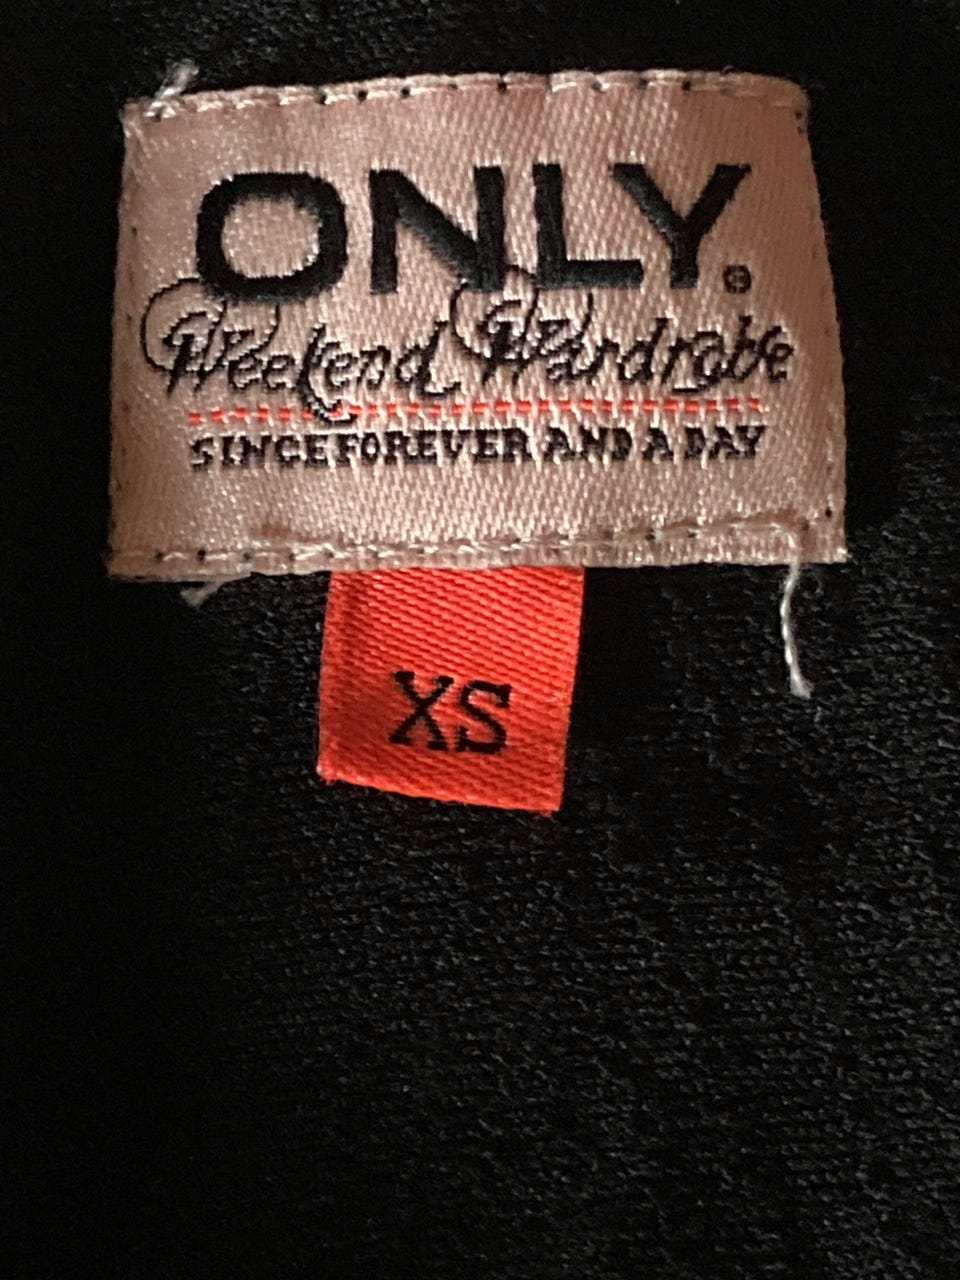 ONLY®
Weekend Wardrobe
SINCE FOREVER AND A DAY
XS